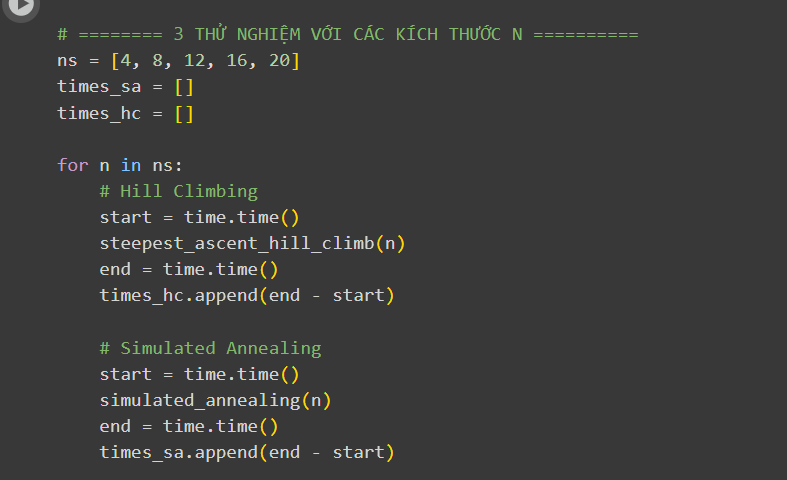 # ======== 3 THỬ NGHIỆM VỚI CÁC KÍCH THƯỚC N ==========
ns = [4, 8, 12, 16, 20]
times_sa = []
times_hc = []
for n in ns:
    # Hill Climbing
    start = time.time()
    steepest_ascent_hill_climb(n)
    end = time.time()
    times_hc.append(end - start)
    # Simulated Annealing
    start = time.time()
    simulated_annealing(n)
    end = time.time()
    times_sa.append(end - start)